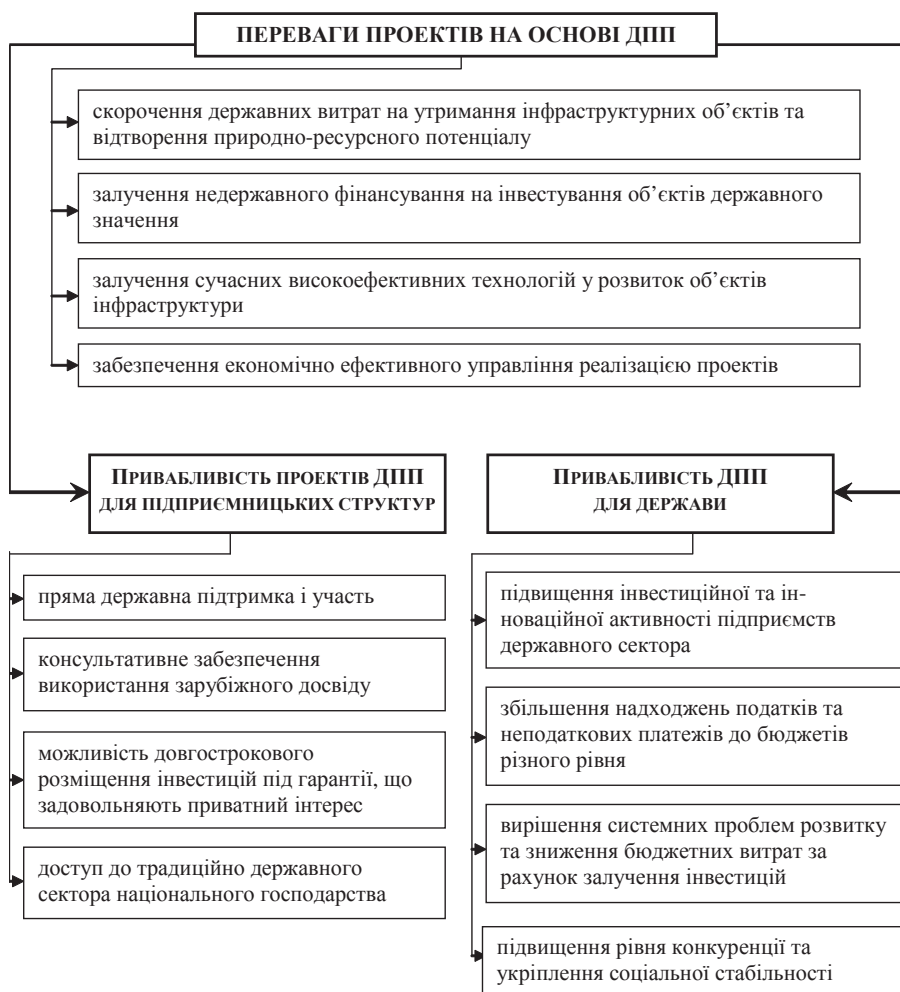 ПЕРЕВАГИ ПРОЕКТІВ НА ОСНОВІ ДПП
скорочення державних витрат на утримання інфраструктурних об’єктів та
відтворення природно-ресурсного потенціалу
залучення недержавного фінансування на інвестування об’єктів державного
значення
залучення сучасних високоефективних технологій у розвиток об’єктів
інфраструктури
забезпечення економічно ефективного управління реалізацією проектів
ПРИВАБЛИВІСТЬ ПРОЕКТІВ ДПП
ДЛЯ ПІДПРИЄМНИЦЬКИХ СТРУКТУР
пряма державна підтримка і участь
консультативне забезпечення
використання зарубіжного досвіду
можливість довгострокового
розміщення інвестицій під гарантії, що
задовольняють приватний інтерес
доступ до традиційно державного
сектора національного господарства
ПРИВАБЛИВІСТЬ ДПП
ДЛЯ ДЕРЖАВИ
підвищення інвестиційної та ін-
новаційної активності підприємств
державного сектора
збільшення надходжень податків та
неподаткових платежів до бюджетів
різного рівня
вирішення системних проблем розвитку
та зниження бюджетних витрат за
рахунок залучення інвестицій
підвищення рівня конкуренції та
укріплення соціальної стабільності